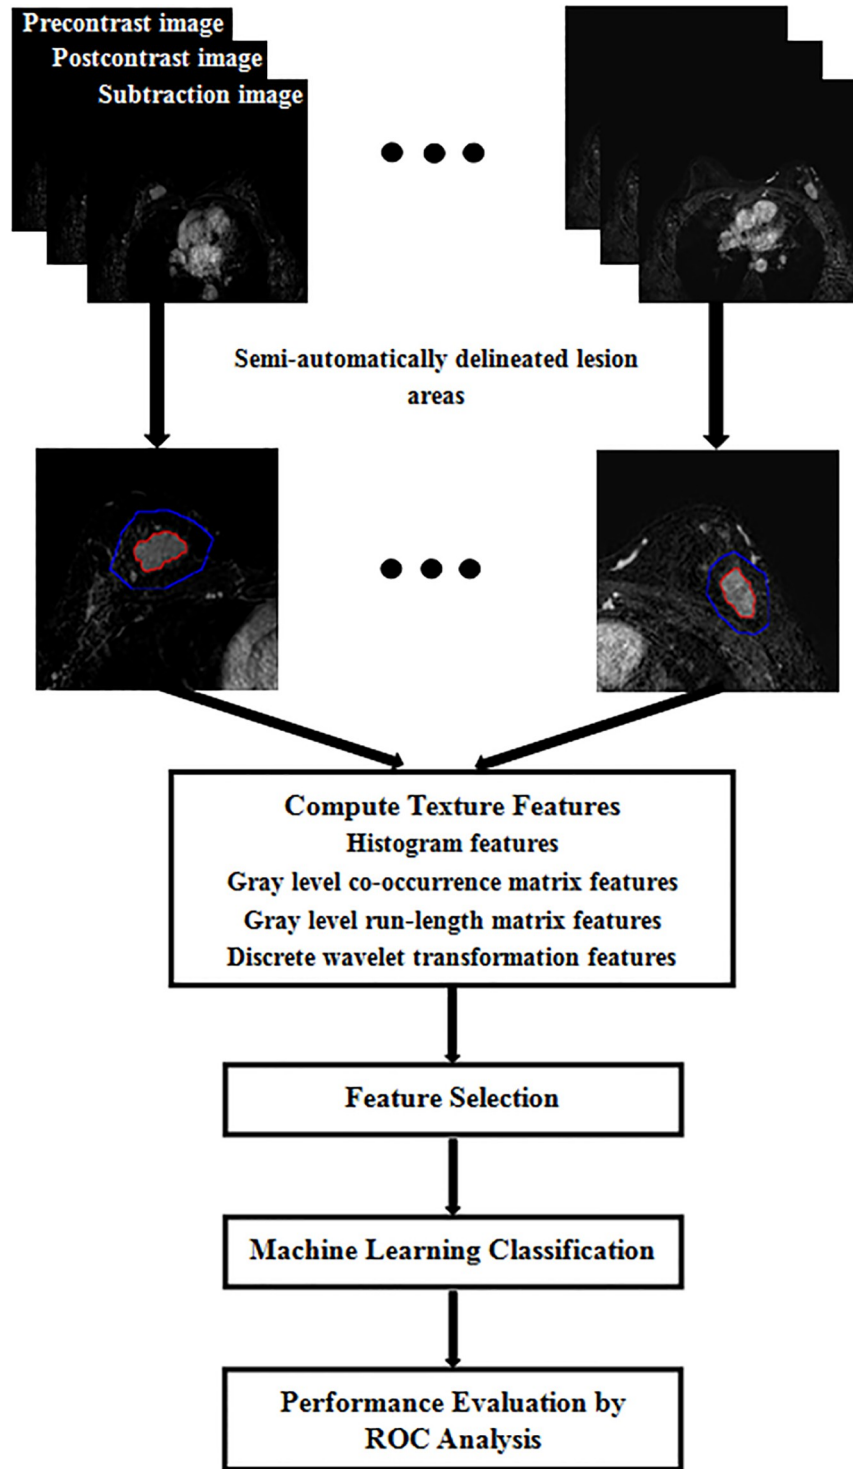 Precontrast image
Postcontrast image
Subtraction image
Semi-automatically delineated lesion
areas
Compute Texture Features
Histogram features
Gray level co-occurrence matrix features
Gray level run-length matrix features
Discrete wavelet transformation features
Feature Selection
Machine Learning Classification
Performance Evaluation by
ROC Analysis